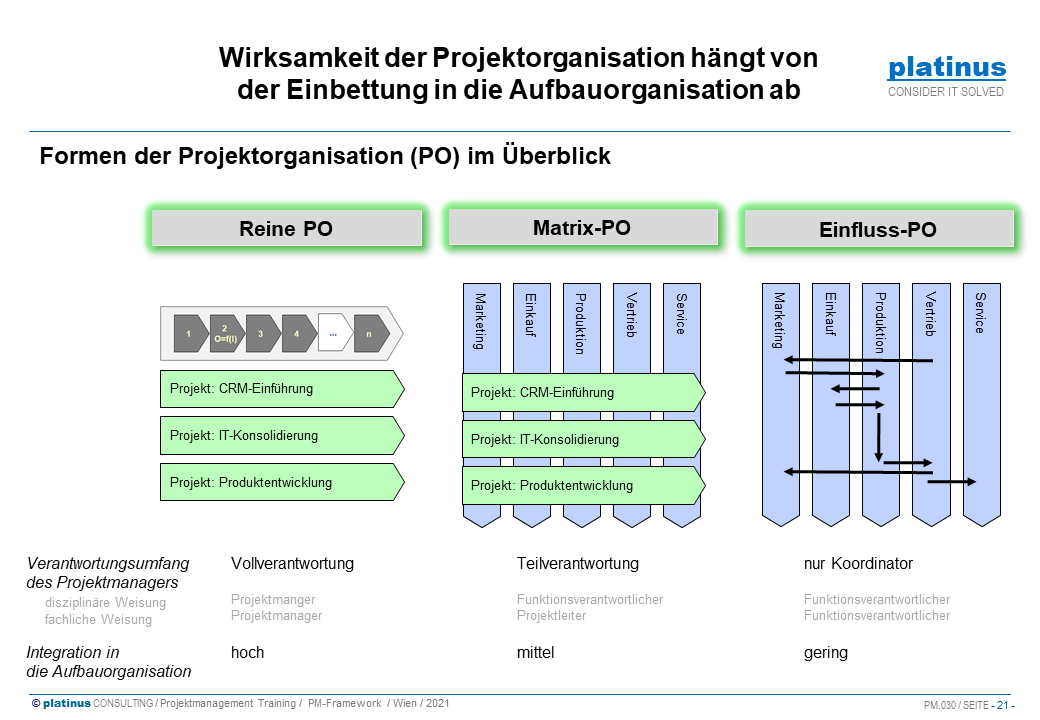 Wirksamkeit der Projektorganisation hängt von
der Einbettung in die Aufbauorganisation ab
platinus
CONSIDER IT SOLVED
Formen der Projektorganisation (PO) im Überblick
Reine PO
Matrix-PO
Einfluss-PO
1
2
O=f(I)
3
4
...
n
Projekt: CRM-Einführung
Projekt: IT-Konsolidierung
Projekt: Produktentwicklung
Marketing
Einkauf
Produktion
Vertrieb
Service
Projekt: CRM-Einführung
Projekt: IT-Konsolidierung
Projekt: Produktentwicklung
Marketing
Einkauf
Produktion
Vertrieb
Service
Verantwortungsumfang
des Projektmanagers
Vollverantwortung
Teilverantwortung
nur Koordinator
disziplinäre Weisung
Projektmanger
Funktionsverantwortlicher
Funktionsverantwortlicher
fachliche Weisung
Projektmanager
Projektleiter
Funktionsverantwortlicher
Integration in
die Aufbauorganisation
hoch
mittel
gering
© platinus CONSULTING / Projektmanagement Training / PM-Framework / Wien / 2021
PM.030 / SEITE - 21 -